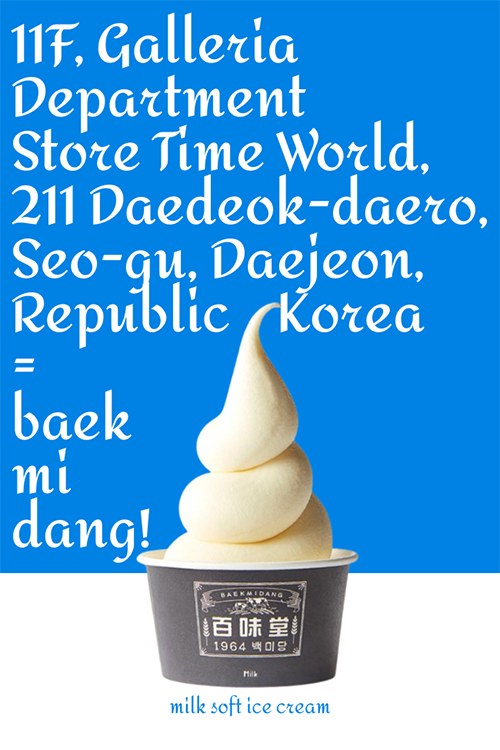 11F, Galleria
Department
Store Time World,
211 Daedeok-daero,
Seo-gu, Daejeon,
Republic Korea
=
baek
mi
dang!
BAEKMIDANG
百味堂
1964 백미당
Milk
milk soft ice cream